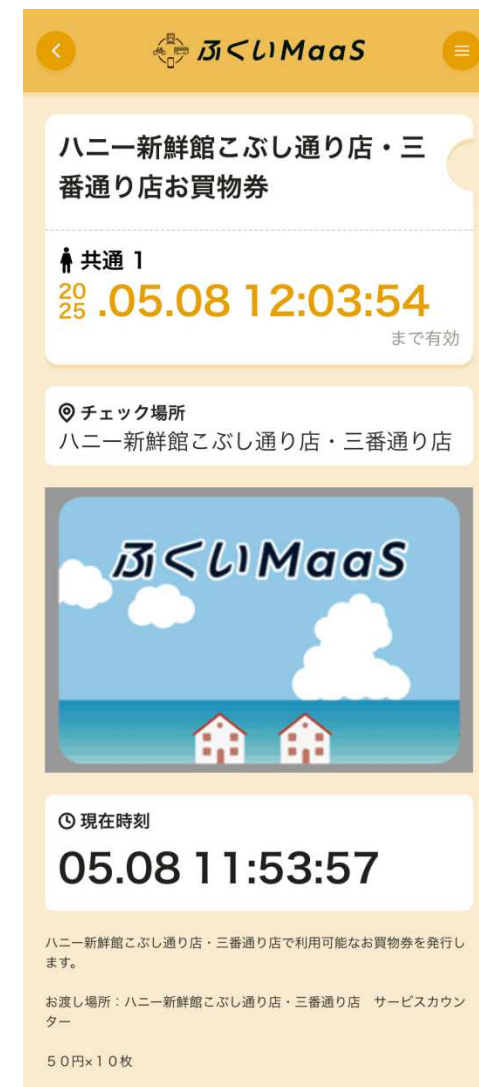 ふくいMaaS
ハニー新鮮館こぶし通り店・三
番通り店お買物券
共通 1
2025.05.08 12:03:54
まで有効
チェック場所
ハニー新鮮館こぶし通り店・三番通り店
ふくいMaaS
現在時刻
05.08 11:53:57
ハニー新鮮館こぶし通り店・三番通り店で利用可能なお買物券を発行し
ます。
お渡し場所：ハニー新鮮館こぶし通り店・三番通り店　サービスカウン
ター
５０円×１０枚